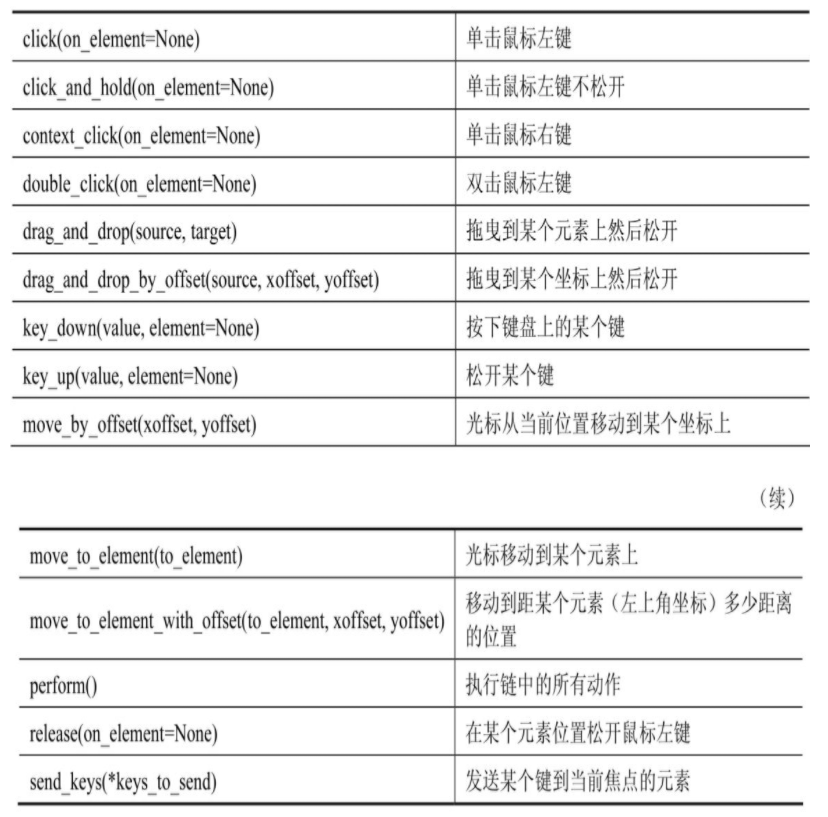 click(on_element=None) 单击鼠标左键
click_and_hold(on_element=None) 单击鼠标左键不松开
context_click(on_element=None) 单击鼠标右键
double_click(on_element=None) 双击鼠标左键
drag_and_drop(source, target) 拖曳到某个元素上然后松开
drag_and_drop_by_offset(source, xoffset, yoffset) 拖曳到某个坐标上然后松开
key_down(value, element=None) 按下键盘上的某个键
key_up(value, element=None) 松开某个键
move_by_offset(xoffset, yoffset) 光标从当前位置移动到某个坐标上
（续）
move_to_element(to_element) 光标移动到某个元素上
move_to_element_with_offset(to_element, xoffset, yoffset) 移动到距某个元素（左上角坐标）多少距离
的位置
perform() 执行链中的所有动作
release(on_element=None) 在某个元素位置松开鼠标左键
send_keys(*keys_to_send) 发送某个键到当前焦点的元素